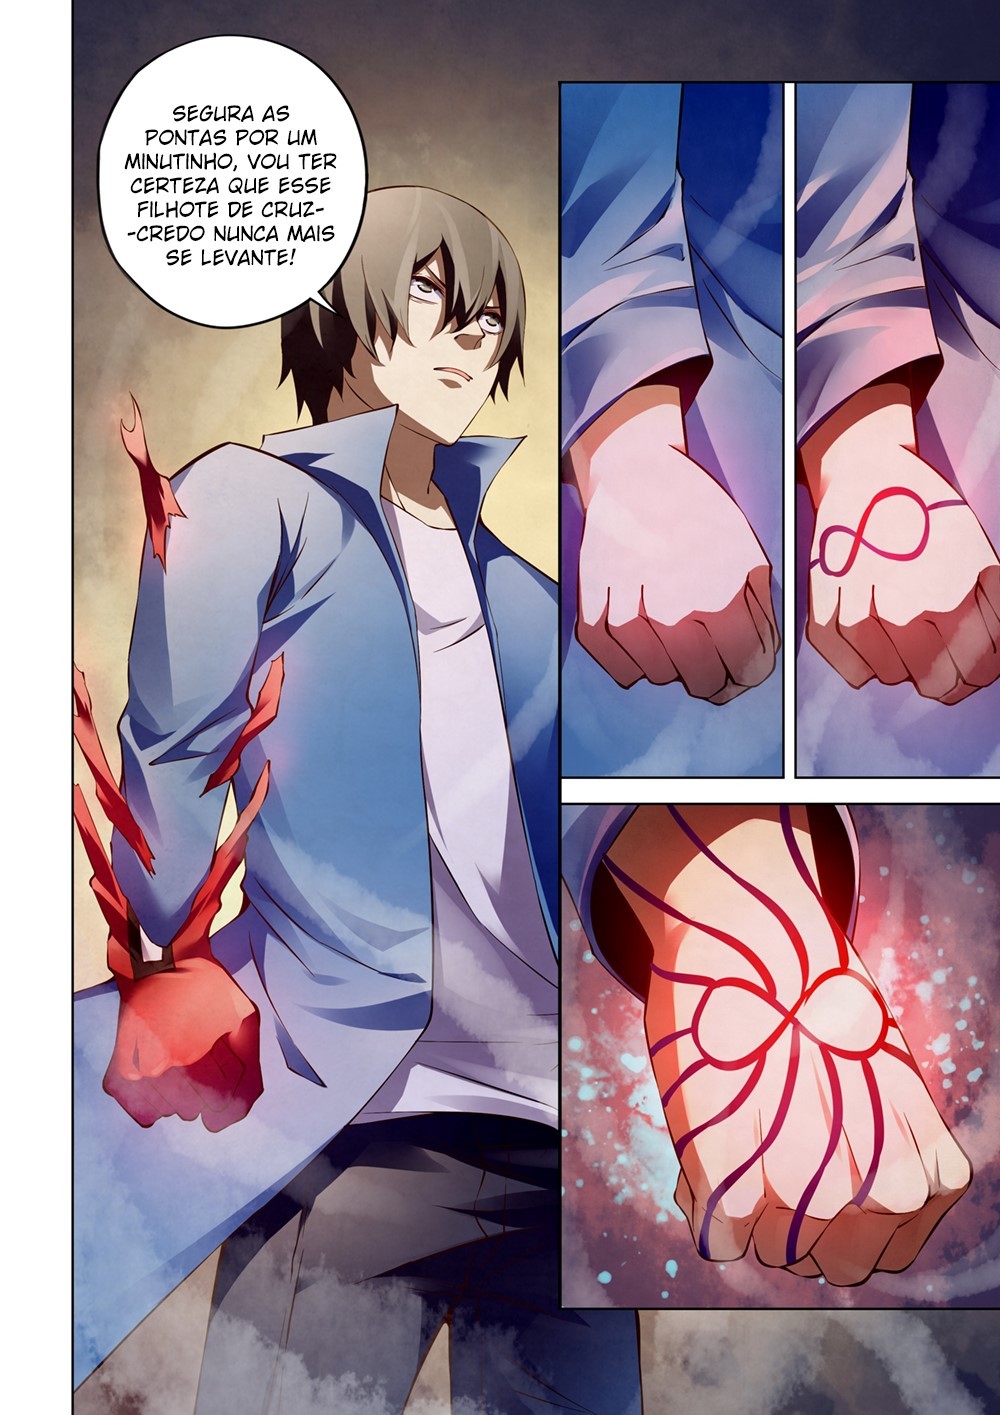 SEGURA AS
PONTAS POR UM
MINUTINHO, VOU TER
CERTEZA QUE ESSE
FILHOTE DE CRUZ-
-CREDO NUNCA MAIS
SE LEVANTE!